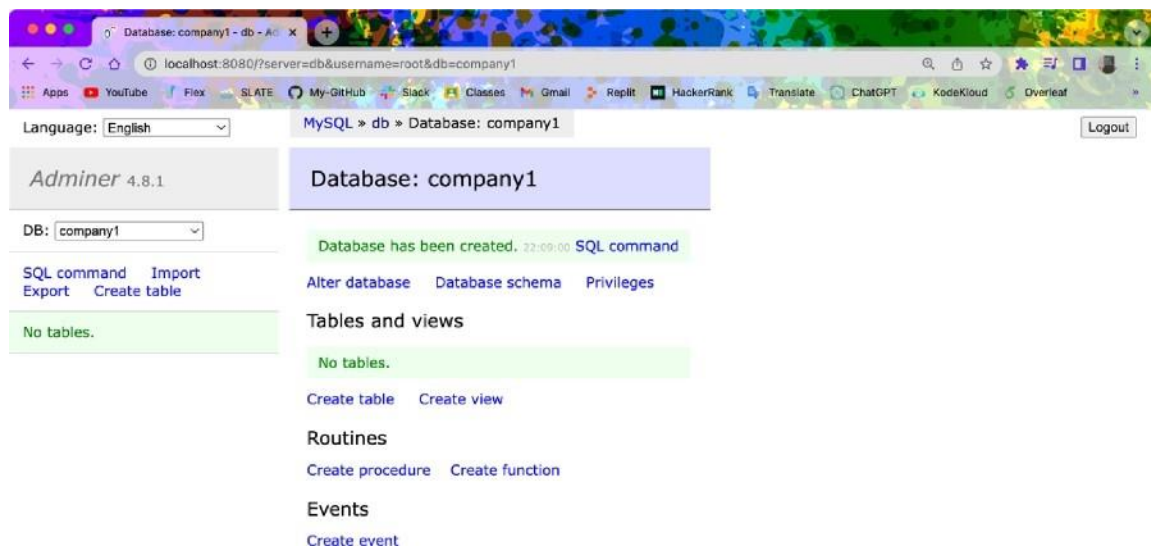 Database: company1 - db - Ad
localhost:8080/?server=db&username=root&db=company1
Apps YouTube Flex SLATE My-GitHub Slack Classes Gmail Replit HackerRank Translate ChatGPT KodeKloud Overleaf
Language: English
MySQL » db » Database: company1
Logout
Adminer 4.8.1
Database: company1
DB: company1
Database has been created. 22:09:00 SQL command
SQL command Import
Export Create table
Alter database Database schema Privileges
No tables.
Tables and views
No tables.
Create table Create view
Routines
Create procedure Create function
Events
Create event